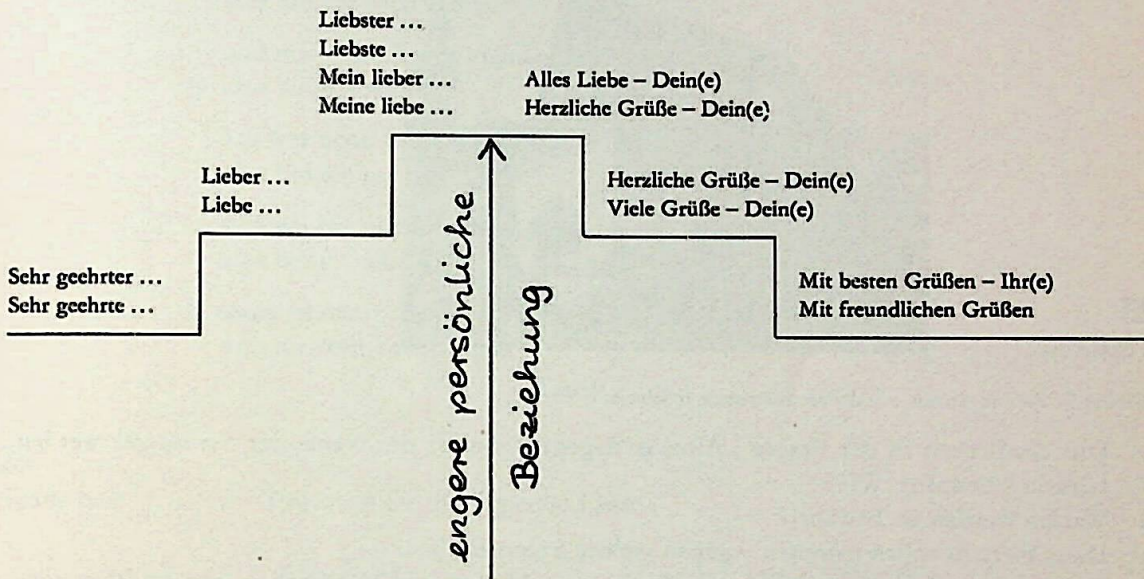 Liebster ...
Liebste ...
Mein lieber ...
Meine liebe ...
Alles Liebe – Dein(e)
Herzliche Grüße – Dein(e)
Lieber ...
Liebe ...
Herzliche Grüße – Dein(e)
Viele Grüße – Dein(e)
Sehr geehrter ...
Sehr geehrte ...
Mit besten Grüßen – Ihr(e)
Mit freundlichen Grüßen
engere persönliche
Beziehung